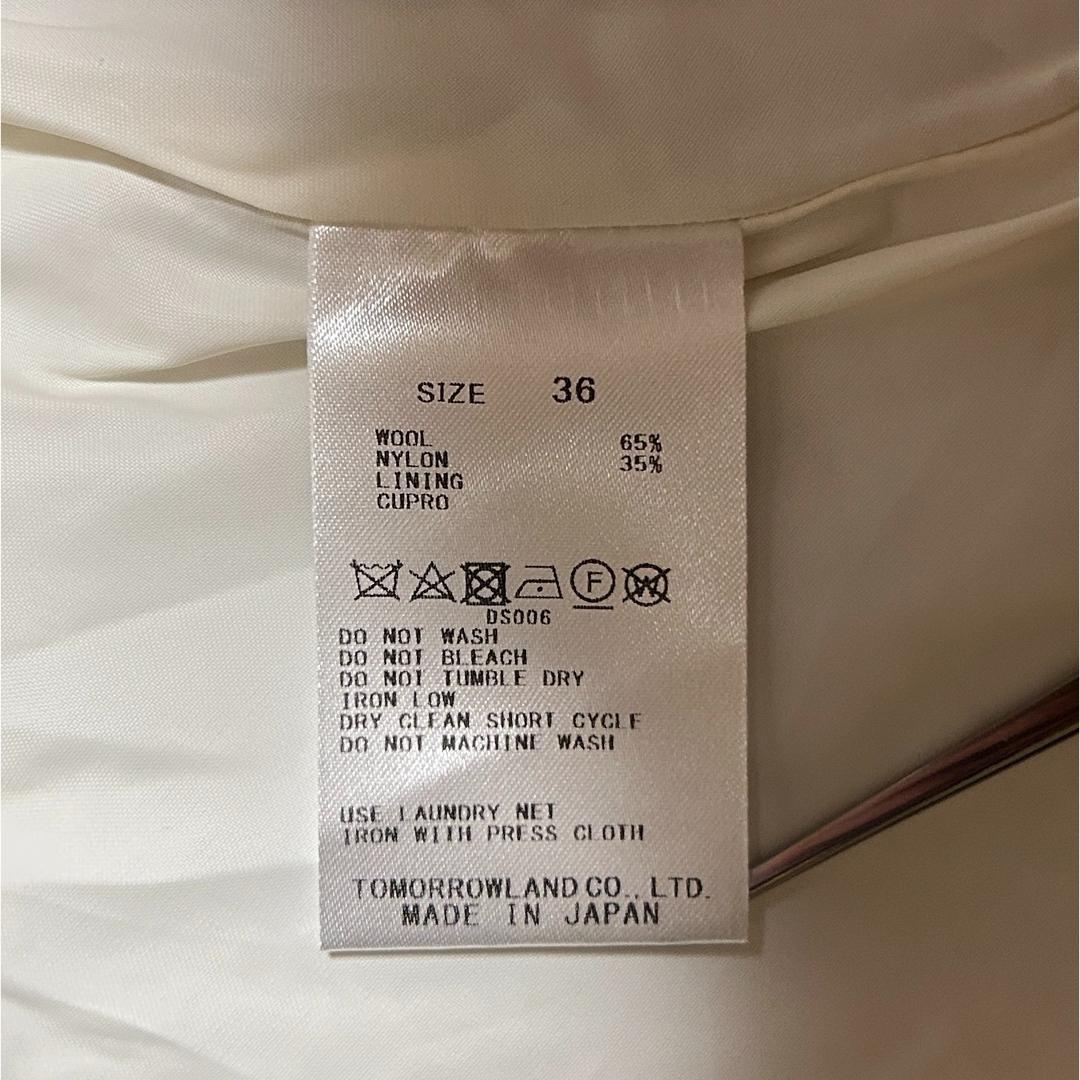 SIZE 36
WOOL 65%
NYLON 35%
LINING
CUPRO
F W
DS006
DO NOT WASH
DO NOT BLEACH
DO NOT TUMBLE DRY
IRON LOW
DRY CLEAN SHORT CYCLE
DO NOT MACHINE WASH
USE LAUNDRY NET
IRON WITH PRESS CLOTH
TOMORROWLAND CO., LTD.
MADE IN JAPAN